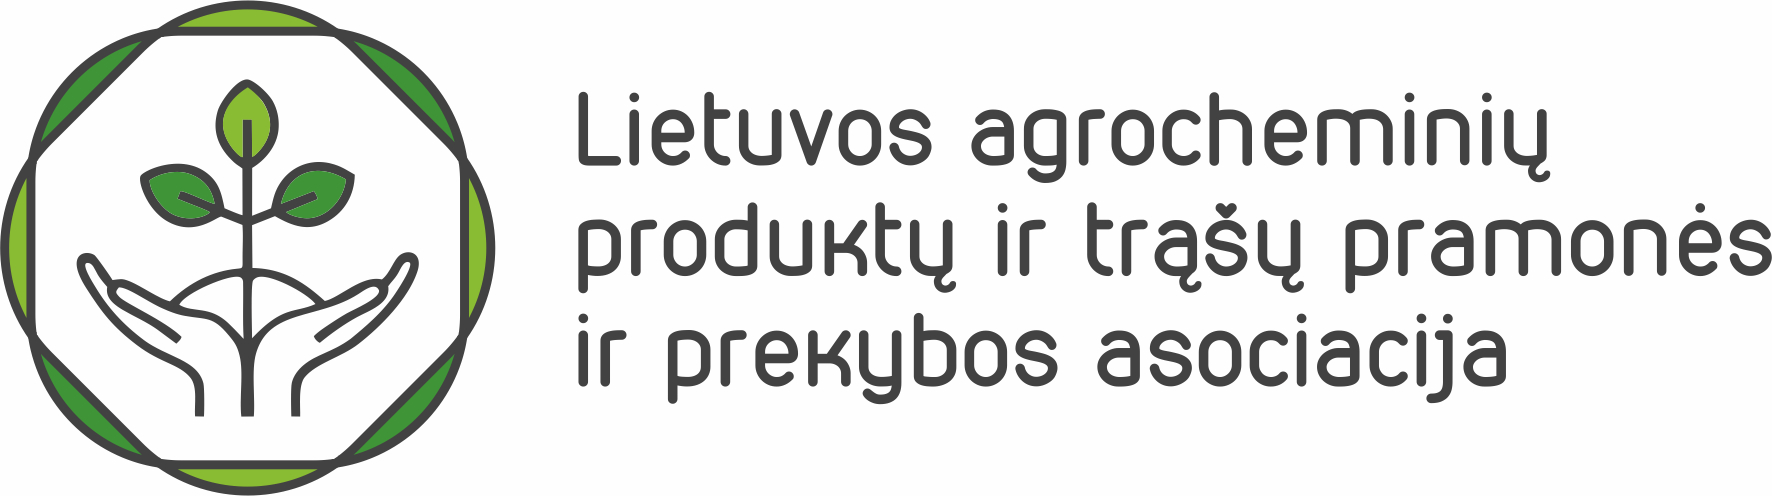 Lietuvos agrocheminių
produktų ir trąšų pramonės
ir prekybos asociacija